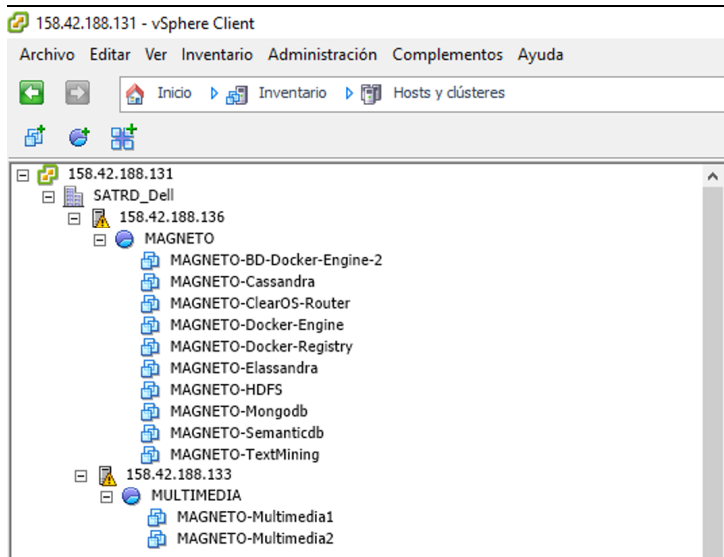 158.42.188.131 - vSphere Client
Archivo Editar Ver Inventario Administración Complementos Ayuda
Inicio Inventario Hosts y clústeres
158.42.188.131
SATRD_Dell
158.42.188.136
MAGNETO
MAGNETO-BD-Docker-Engine-2
MAGNETO-Cassandra
MAGNETO-ClearOS-Router
MAGNETO-Docker-Engine
MAGNETO-Docker-Registry
MAGNETO-Elassandra
MAGNETO-HDFS
MAGNETO-Mongodb
MAGNETO-Semanticdb
MAGNETO-TextMining
158.42.188.133
MULTIMEDIA
MAGNETO-Multimedia1
MAGNETO-Multimedia2